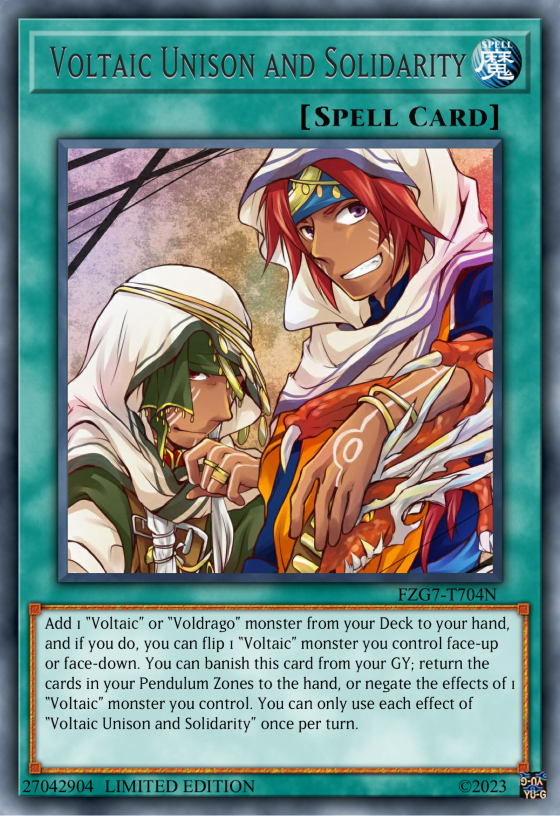 Voltaic Unison and Solidarity
SPELL
魔
[Spell Card]
FZG7-T704N
Add 1 "Voltaic" or "Voldrago" monster from your Deck to your hand,
and if you do, you can flip 1 "Voltaic" monster you control face-up
or face-down. You can banish this card from your GY; return the
cards in your Pendulum Zones to the hand, or negate the effects of 1
"Voltaic" monster you control. You can only use each effect of
"Voltaic Unison and Solidarity" once per turn.
27042904 LIMITED EDITION
©2023
YU-G
YU-G